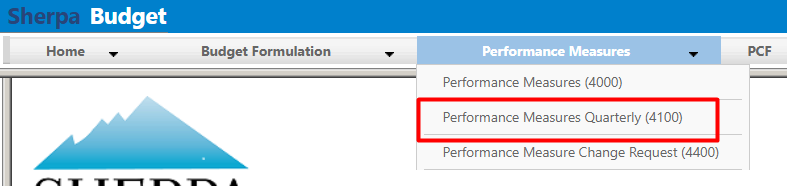 Sherpa Budget
Home Budget Formulation Performance Measures PCF
Performance Measures (4000)
Performance Measures Quarterly (4100)
Performance Measure Change Request (4400)
SHERPA